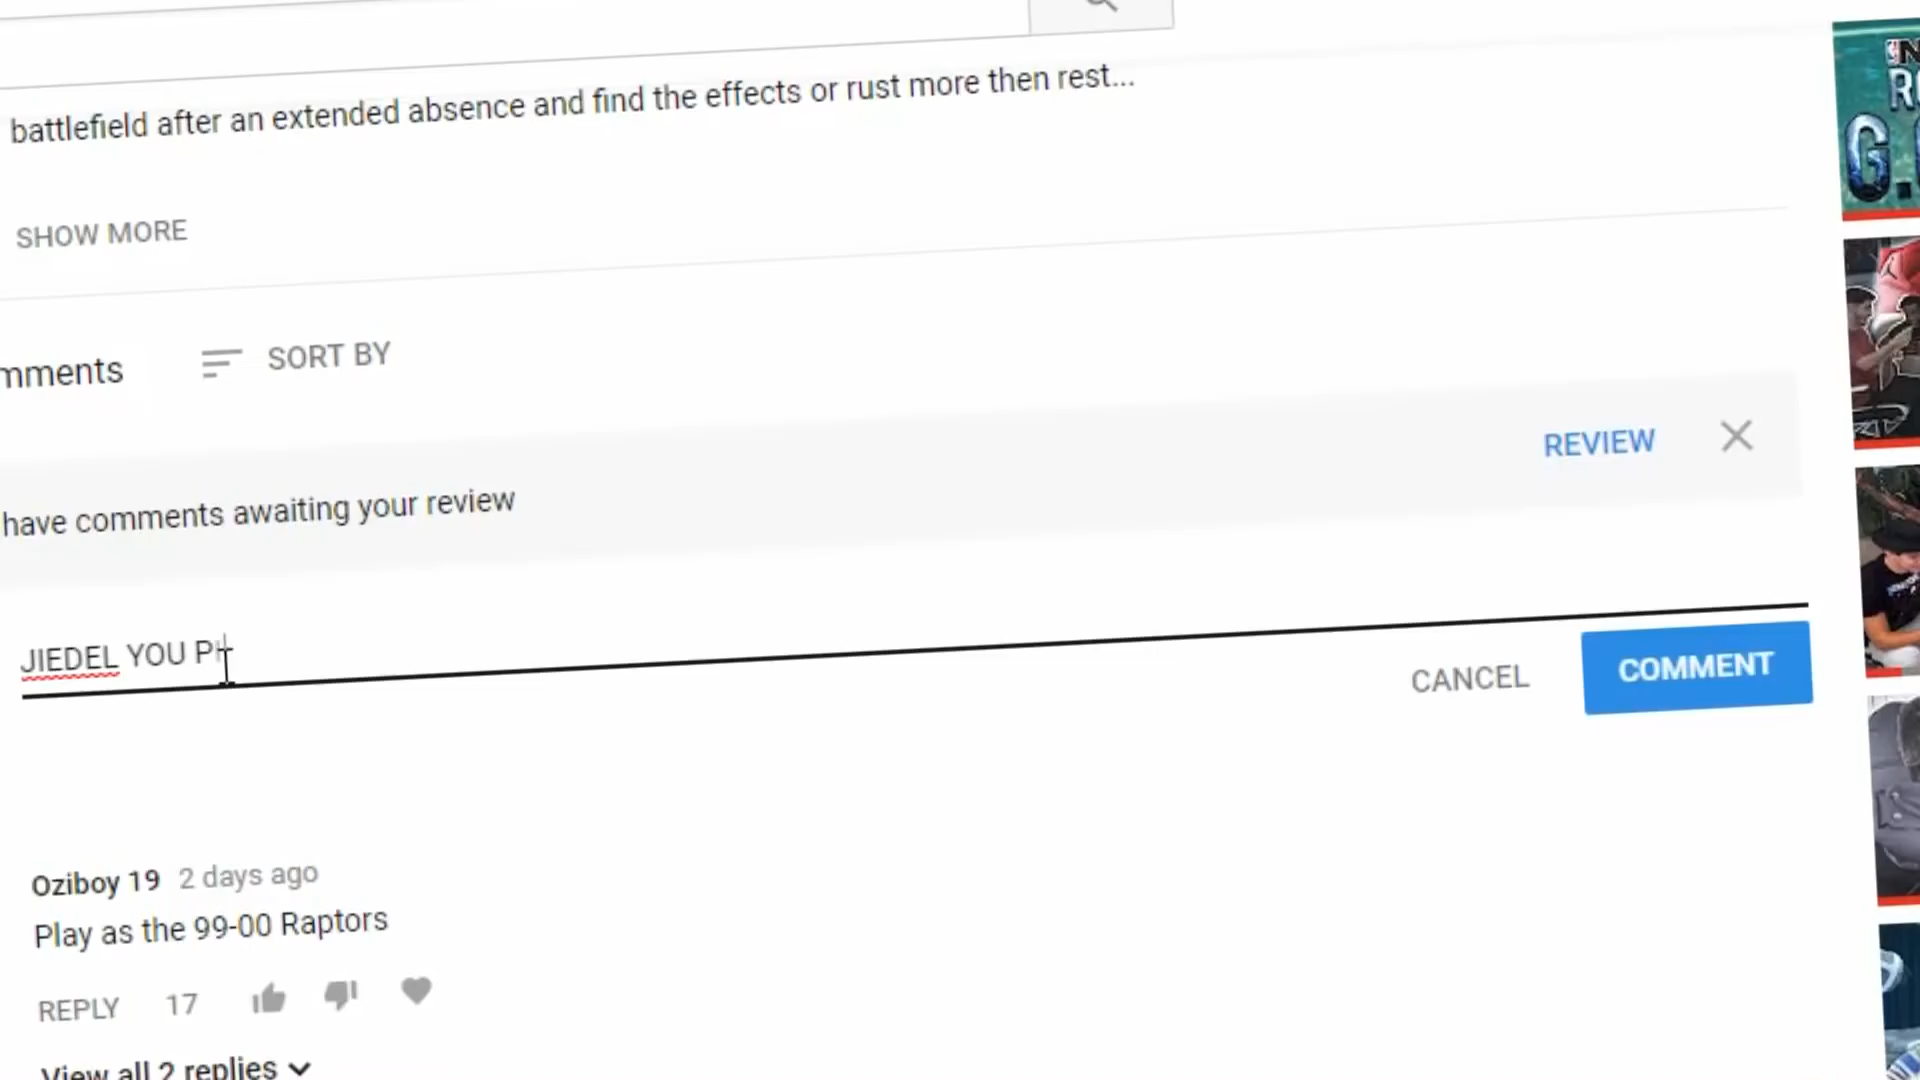 battlefield after an extended absence and find the effects or rust more then rest...
SHOW MORE
mments
SORT BY
REVIEW
have comments awaiting your review
JIEDEL YOU PH
CANCEL
COMMENT
Oziboy 19 2 days ago
Play as the 99-00 Raptors
REPLY 17
View all 2 replies